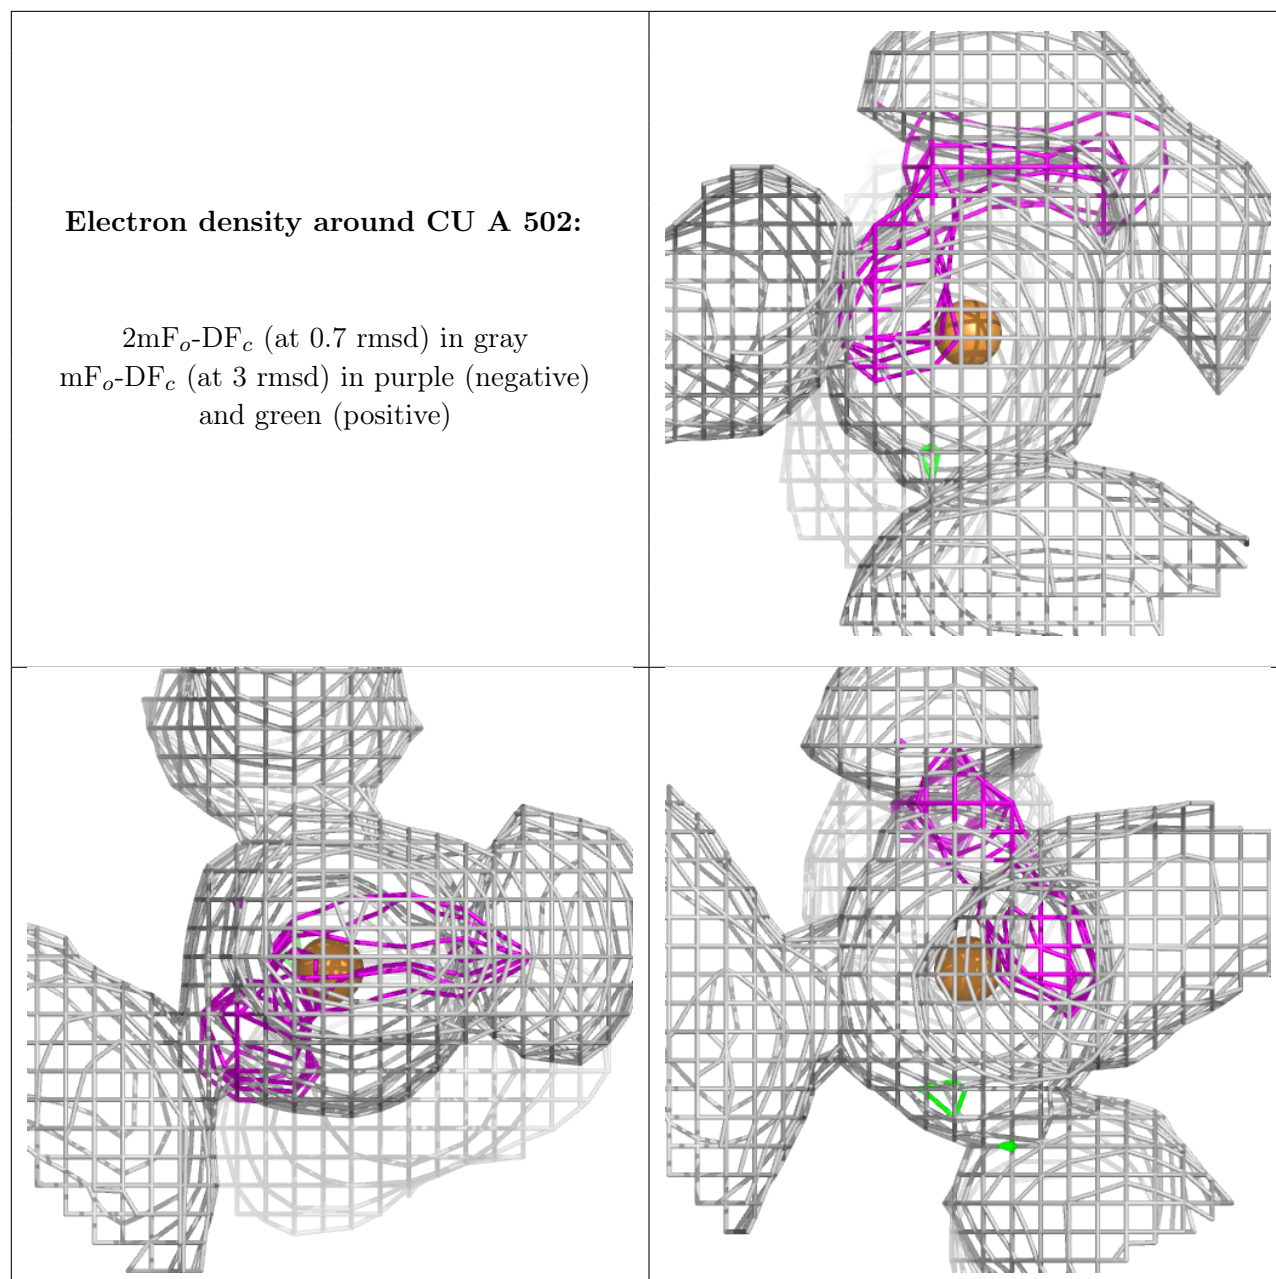 Electron density around CU A 502:
2mFₒ-DF𝑐 (at 0.7 rmsd) in gray
mFₒ-DF𝑐 (at 3 rmsd) in purple (negative)
and green (positive)